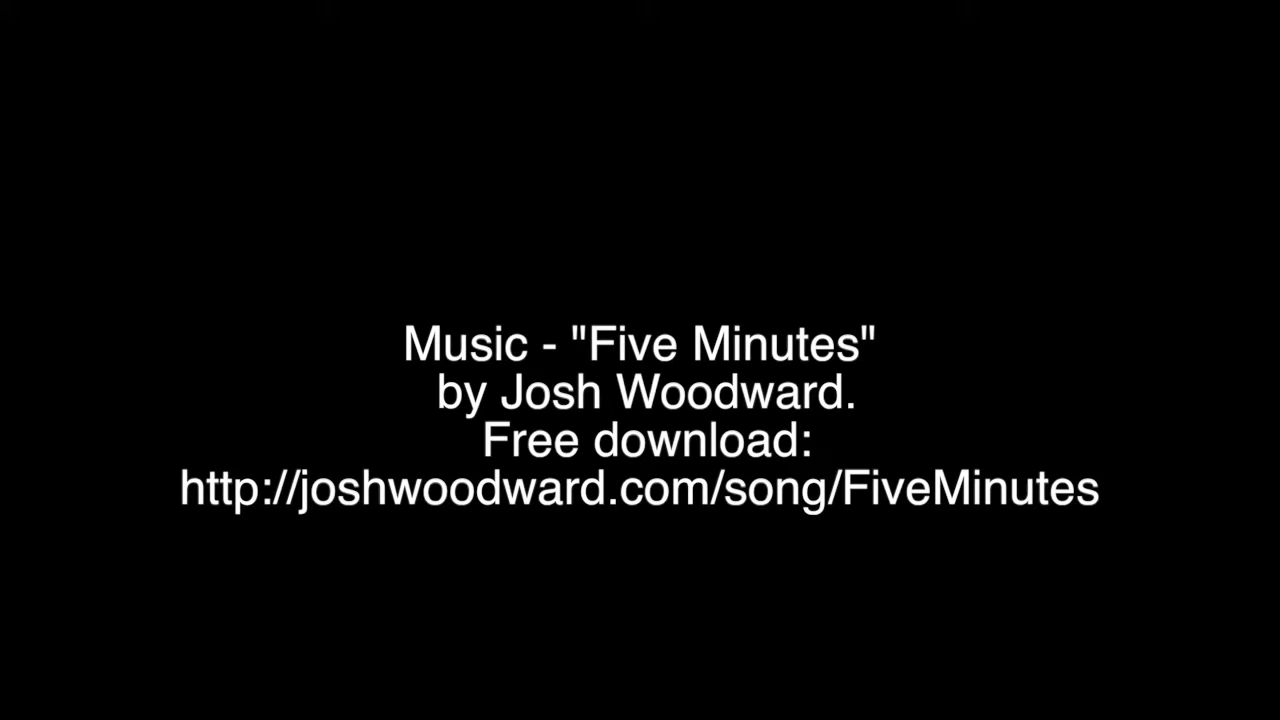 Music - "Five Minutes"
by Josh Woodward.
Free download:
http://joshwoodward.com/song/FiveMinutes